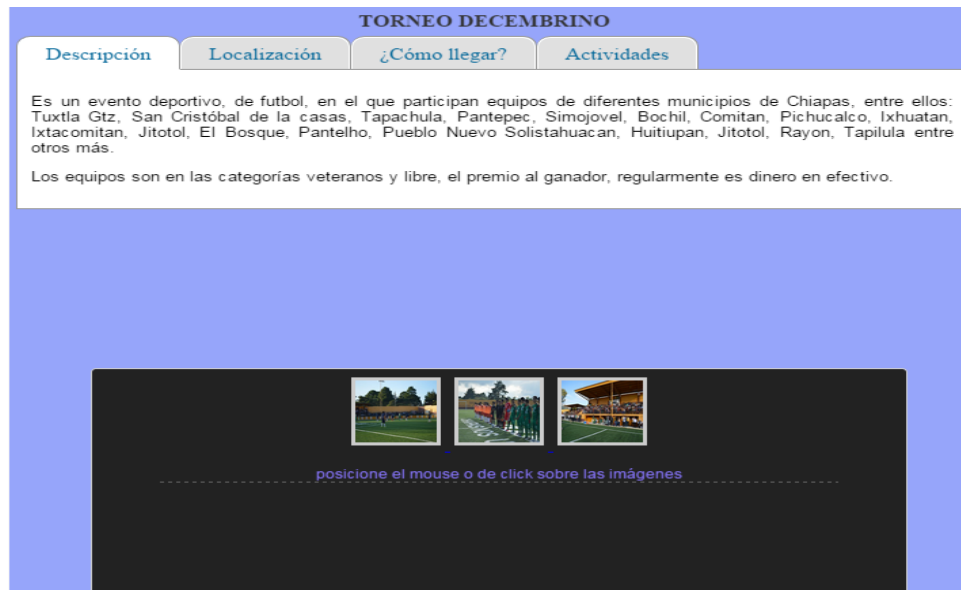 TORNEO DECEMBRINO
Descripción Localización ¿Cómo llegar? Actividades
Es un evento deportivo, de futbol, en el que participan equipos de diferentes municipios de Chiapas, entre ellos:
Tuxtla Gtz, San Cristóbal de la casas, Tapachula, Pantepec, Simojovel, Bochil, Comitan, Pichucalco, Ixhuatan,
Ixtacomitan, Jitotol, El Bosque, Pantelho, Pueblo Nuevo Solistahuacan, Huitiupan, Jitotol, Rayon, Tapilula entre
otros más.
Los equipos son en las categorías veteranos y libre, el premio al ganador, regularmente es dinero en efectivo.
posicione el mouse o de click sobre las imágenes